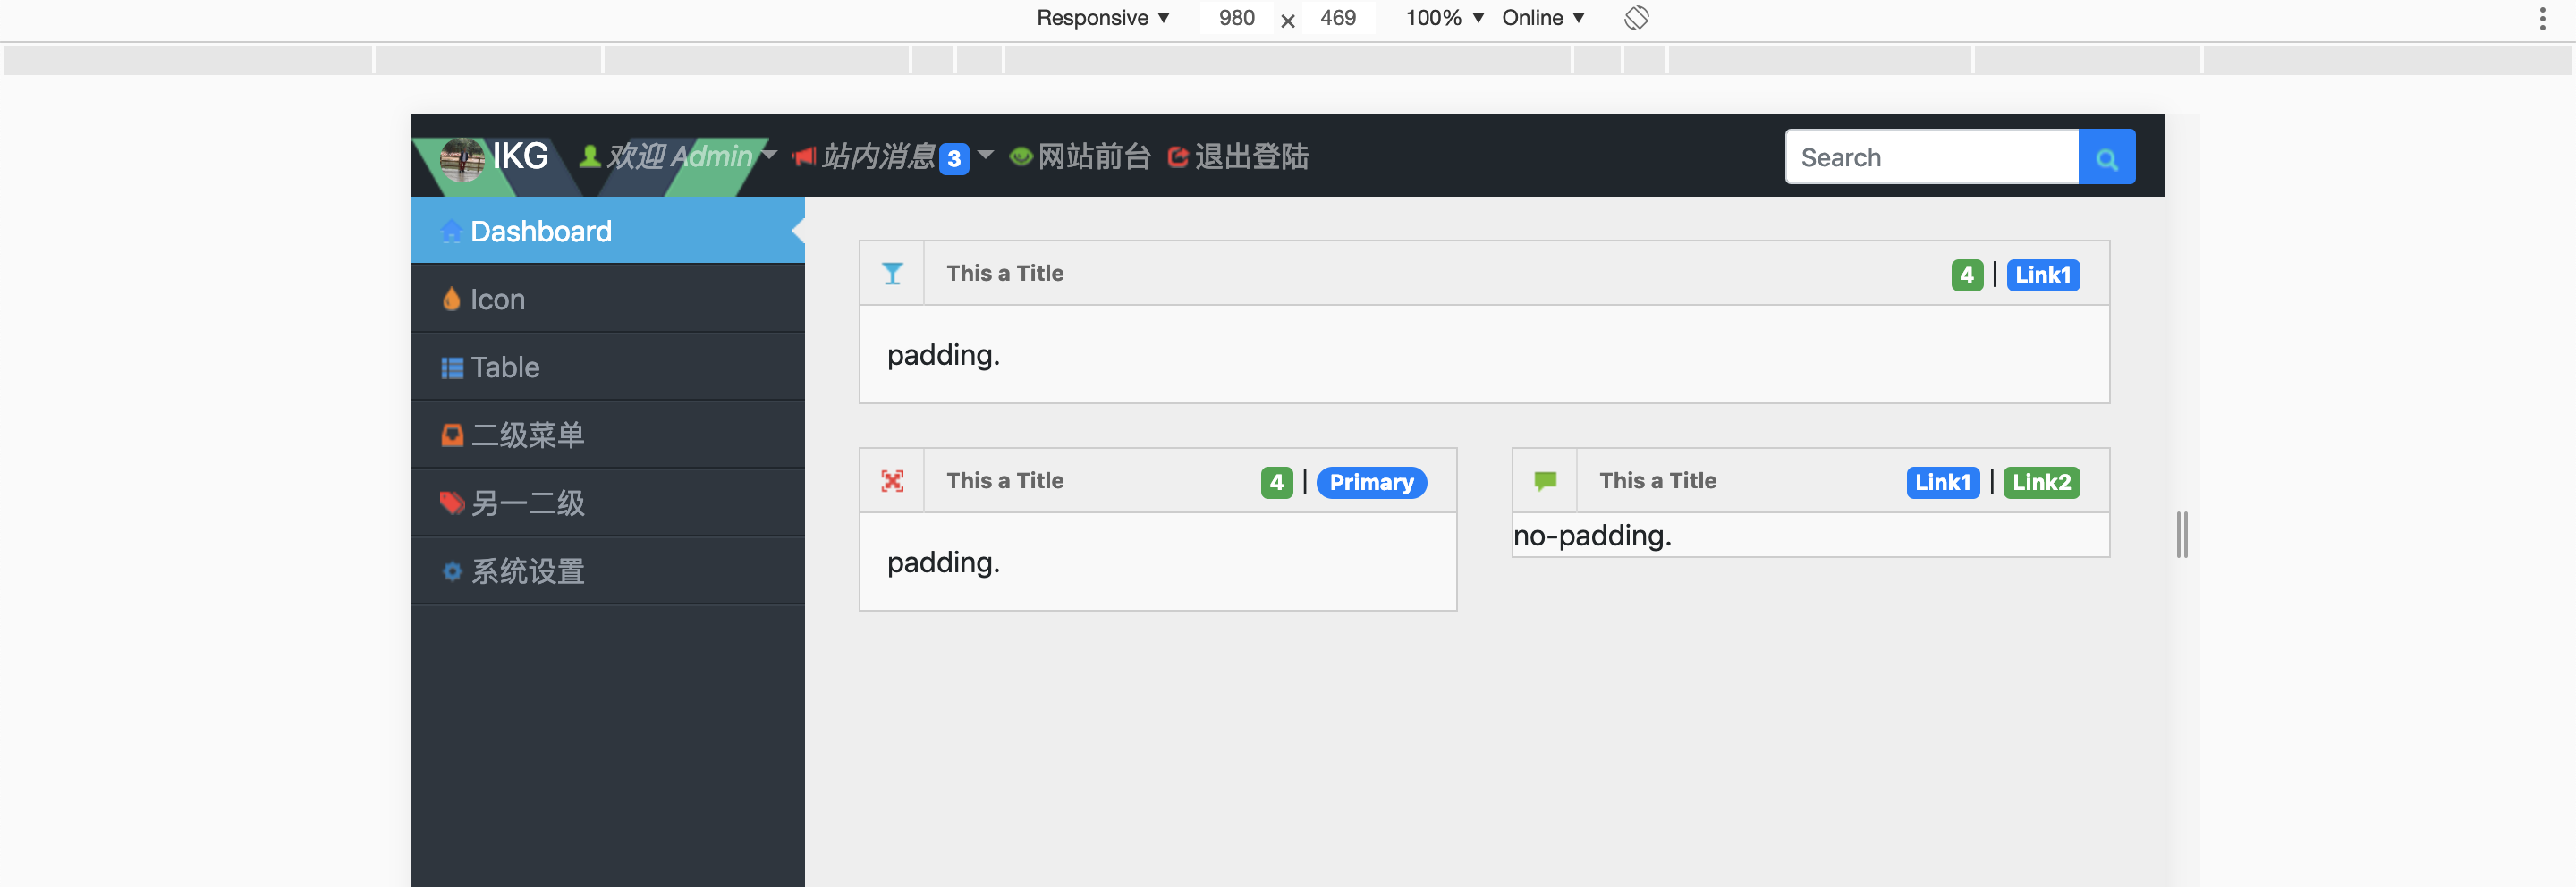 Responsive ▼ 980 × 469 100% ▼ Online ▼
IKG 欢迎 Admin 站内消息 3 网站前台 退出登陆 Search
Dashboard
Icon
Table
二级菜单
另一二级
系统设置
This a Title 4 | Link1
padding.
This a Title 4 | Primary
padding.
This a Title Link1 | Link2
no-padding.